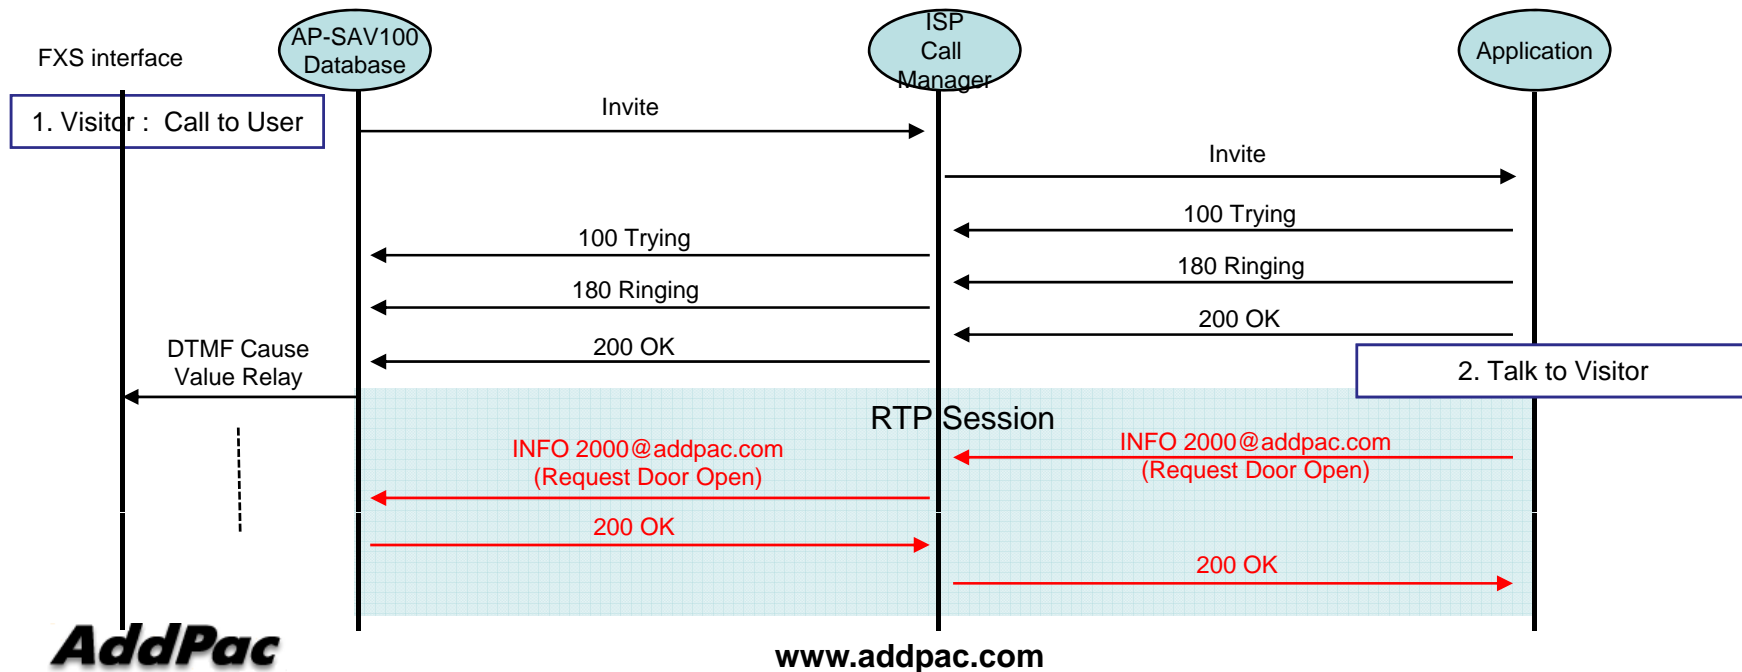 FXS interface
AP-SAV100
Database
ISP
Call
Manager
Application
1. Visitor : Call to User
Invite
Invite
100 Trying
100 Trying
180 Ringing
180 Ringing
200 OK
200 OK
DTMF Cause
Value Relay
2. Talk to Visitor
RTP Session
INFO 2000@addpac.com
(Request Door Open)
INFO 2000@addpac.com
(Request Door Open)
200 OK
200 OK
AddPac
www.addpac.com